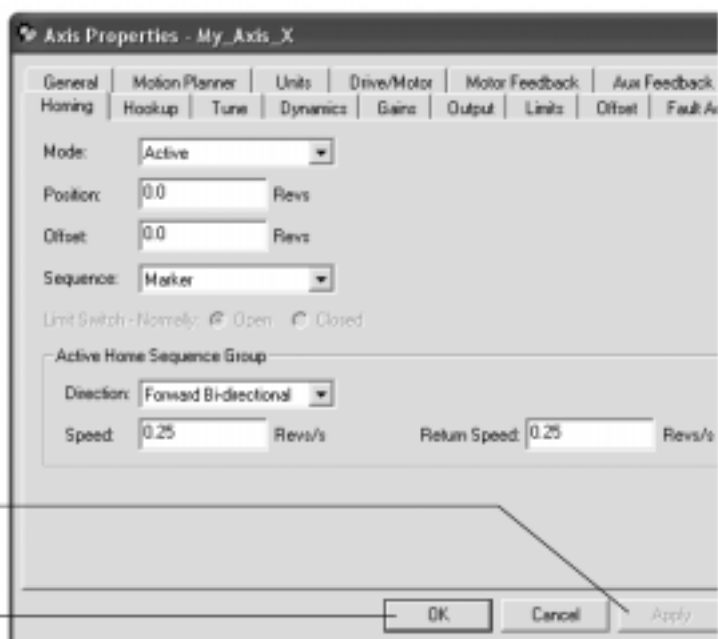 Axis Properties - My_Axis_X
General Motion Planner Units Drive/Motor Motor Feedback Aux Feedback
Homing Hookup Tune Dynamics Gains Output Limits Offset Fault Ac
Mode: Active
Position: 0.0 Revs
Offset: 0.0 Revs
Sequence: Marker
Limit Switch - Normally: Open Closed
Active Home Sequence Group
Direction: Forward Bi-directional
Speed: 0.25 Revs/s Return Speed: 0.25 Revs/s
OK Cancel Apply